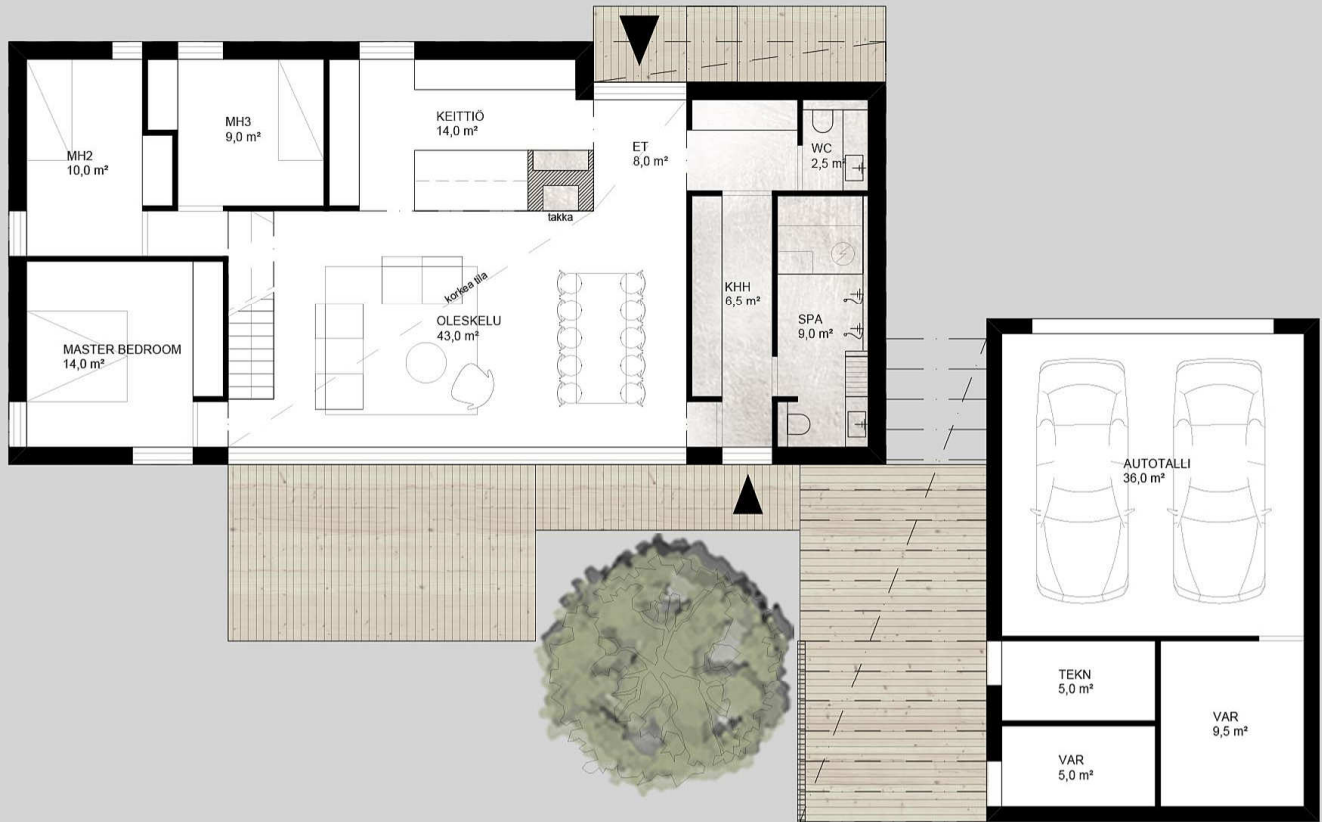 MH2
10,0 m²
MH3
9,0 m²
KEITTIÖ
14,0 m²
ET
8,0 m²
WC
2,5 m²
takka
korkea tila
OLESKELU
43,0 m²
MASTER BEDROOM
14,0 m²
KHH
6,5 m²
SPA
9,0 m²
AUTOTALLI
36,0 m²
TEKN
5,0 m²
VAR
9,5 m²
VAR
5,0 m²